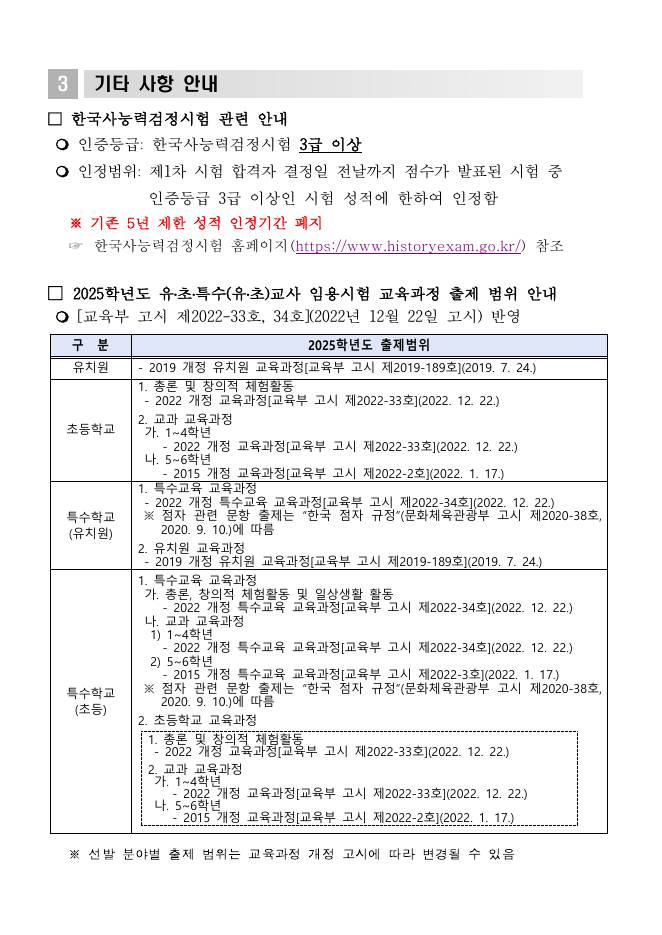 3 기타 사항 안내
□ 한국사능력검정시험 관련 안내
❍ 인증등급: 한국사능력검정시험 3급 이상
❍ 인정범위: 제1차 시험 합격자 결정일 전날까지 점수가 발표된 시험 중
인증등급 3급 이상인 시험 성적에 한하여 인정함
※ 기존 5년 제한 성적 인정기간 폐지
☞ 한국사능력검정시험 홈페이지(https://www.historyexam.go.kr/) 참조
□ 2025학년도 유·초·특수(유·초)교사 임용시험 교육과정 출제 범위 안내
❍ [교육부 고시 제2022-33호, 34호](2022년 12월 22일 고시) 반영
구 분 2025학년도 출제범위
유치원 - 2019 개정 유치원 교육과정[교육부 고시 제2019-189호](2019. 7. 24.)
초등학교
1. 총론 및 창의적 체험활동
- 2022 개정 교육과정[교육부 고시 제2022-33호](2022. 12. 22.)
2. 교과 교육과정
가. 1~4학년
- 2022 개정 교육과정[교육부 고시 제2022-33호](2022. 12. 22.)
나. 5~6학년
- 2015 개정 교육과정[교육부 고시 제2022-2호](2022. 1. 17.)
특수학교
(유치원)
1. 특수교육 교육과정
- 2022 개정 특수교육 교육과정[교육부 고시 제2022-34호](2022. 12. 22.)
※ 점자 관련 문항 출제는 “한국 점자 규정”(문화체육관광부 고시 제2020-38호,
2020. 9. 10.)에 따름
2. 유치원 교육과정
- 2019 개정 유치원 교육과정[교육부 고시 제2019-189호](2019. 7. 24.)
특수학교
(초등)
1. 특수교육 교육과정
가. 총론, 창의적 체험활동 및 일상생활 활동
- 2022 개정 특수교육 교육과정[교육부 고시 제2022-34호](2022. 12. 22.)
나. 교과 교육과정
1) 1~4학년
- 2022 개정 특수교육 교육과정[교육부 고시 제2022-34호](2022. 12. 22.)
2) 5~6학년
- 2015 개정 특수교육 교육과정[교육부 고시 제2022-3호](2022. 1. 17.)
※ 점자 관련 문항 출제는 “한국 점자 규정”(문화체육관광부 고시 제2020-38호,
2020. 9. 10.)에 따름
2. 초등학교 교육과정
1. 총론 및 창의적 체험활동
- 2022 개정 교육과정[교육부 고시 제2022-33호](2022. 12. 22.)
2. 교과 교육과정
가. 1~4학년
- 2022 개정 교육과정[교육부 고시 제2022-33호](2022. 12. 22.)
나. 5~6학년
- 2015 개정 교육과정[교육부 고시 제2022-2호](2022. 1. 17.)
※ 선발 분야별 출제 범위는 교육과정 개정 고시에 따라 변경될 수 있음